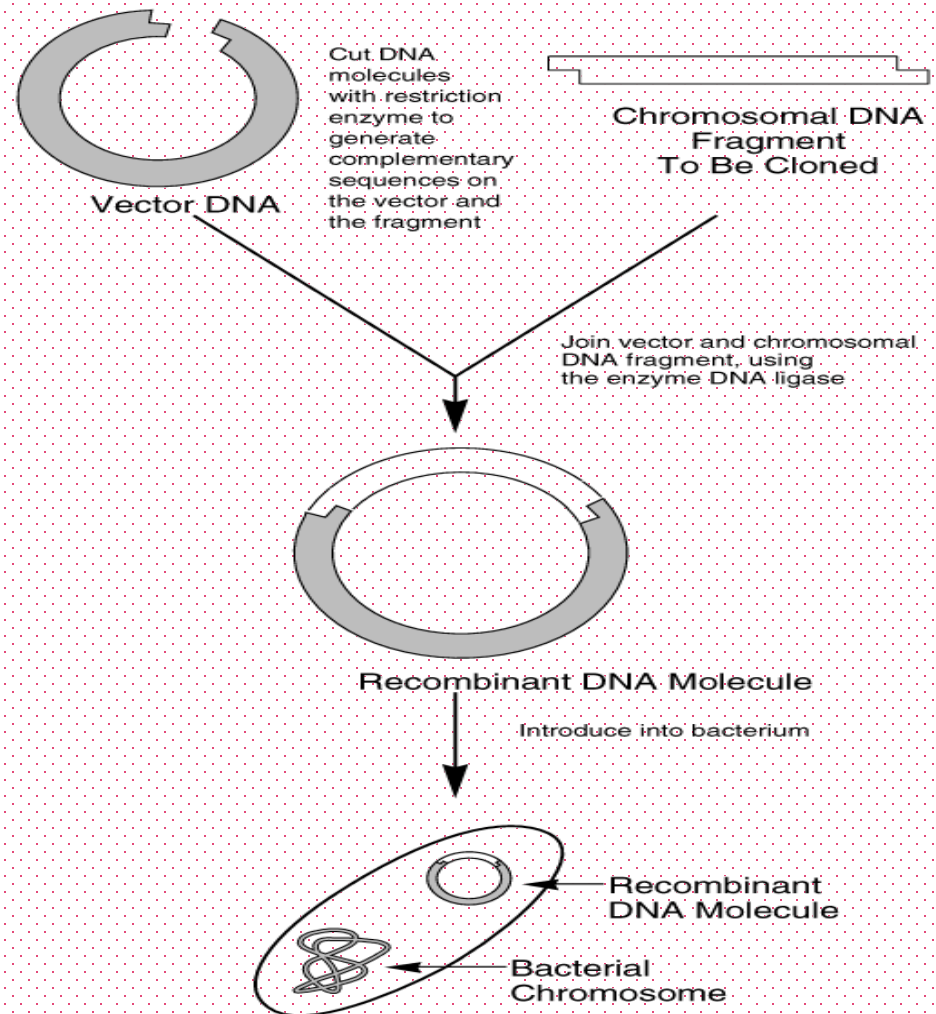 Cut DNA
molecules
with restriction
enzyme to
generate
complementary
sequences on
the vector and
the fragment
Vector DNA
Chromosomal DNA
Fragment
To Be Cloned
Join vector and chromosomal
DNA fragment, using
the enzyme DNA ligase
Recombinant DNA Molecule
Introduce into bacterium
Recombinant
DNA Molecule
Bacterial
Chromosome